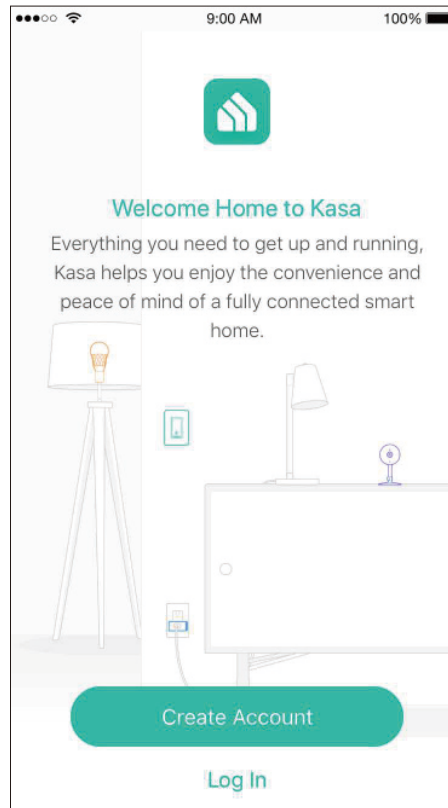 9:00 AM
100%
Welcome Home to Kasa
Everything you need to get up and running,
Kasa helps you enjoy the convenience and
peace of mind of a fully connected smart
home.
Create Account
Log In